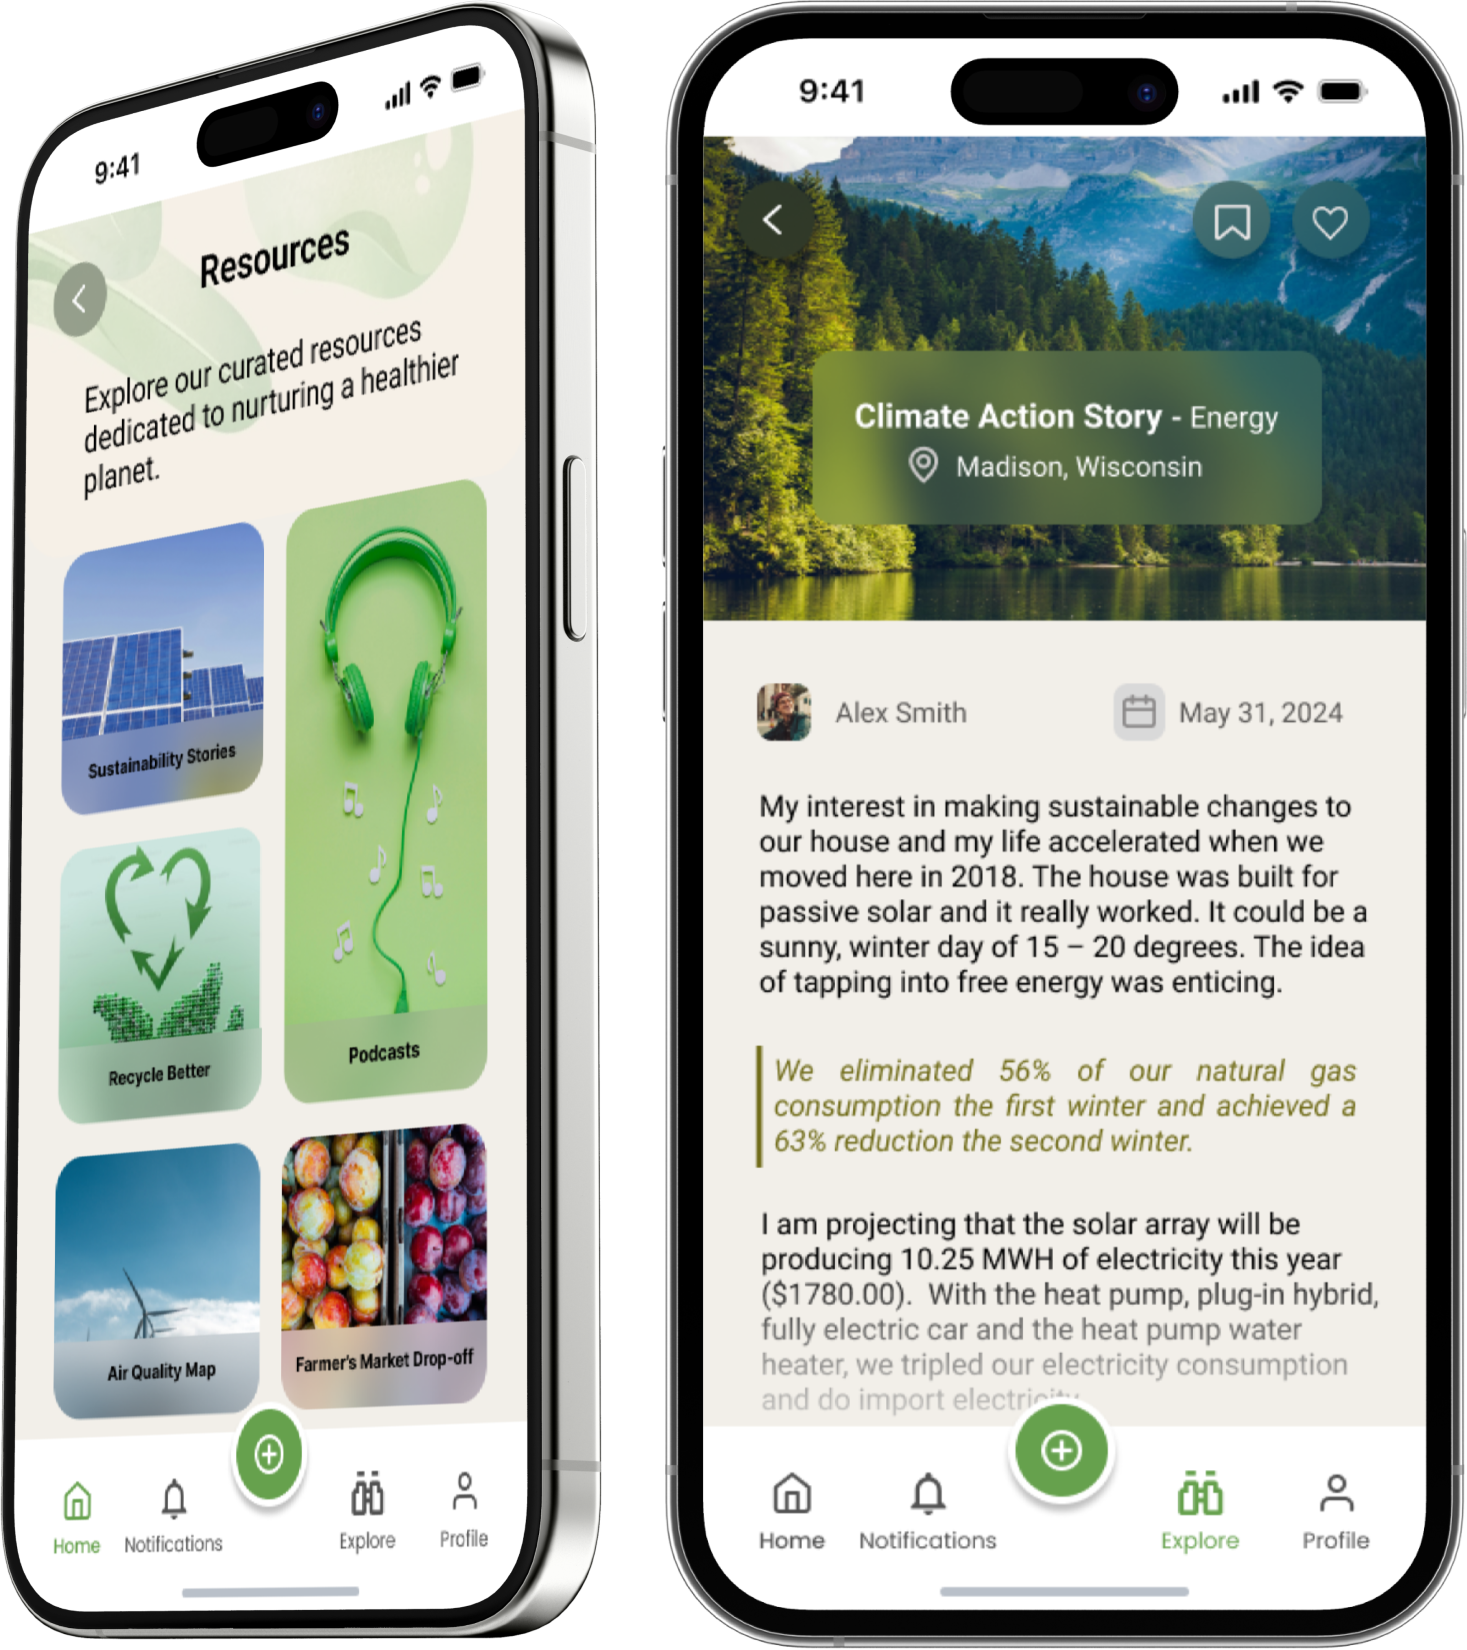 9:41
Resources
Explore our curated resources
dedicated to nurturing a healthier
planet.
Sustainability Stories
Podcasts
Recycle Better
Air Quality Map
Farmer's Market Drop-off
Home
Notifications
Explore
Profile
9:41
Climate Action Story - Energy
Madison, Wisconsin
Alex Smith
May 31, 2024
My interest in making sustainable changes to
our house and my life accelerated when we
moved here in 2018. The house was built for
passive solar and it really worked. It could be a
sunny, winter day of 15 – 20 degrees. The idea
of tapping into free energy was enticing.
We eliminated 56% of our natural gas
consumption the first winter and achieved a
63% reduction the second winter.
I am projecting that the solar array will be
producing 10.25 MWH of electricity this year
($1780.00).  With the heat pump, plug-in hybrid,
fully electric car and the heat pump water
heater, we tripled our electricity consumption
and do import electricity
Home
Notifications
Explore
Profile